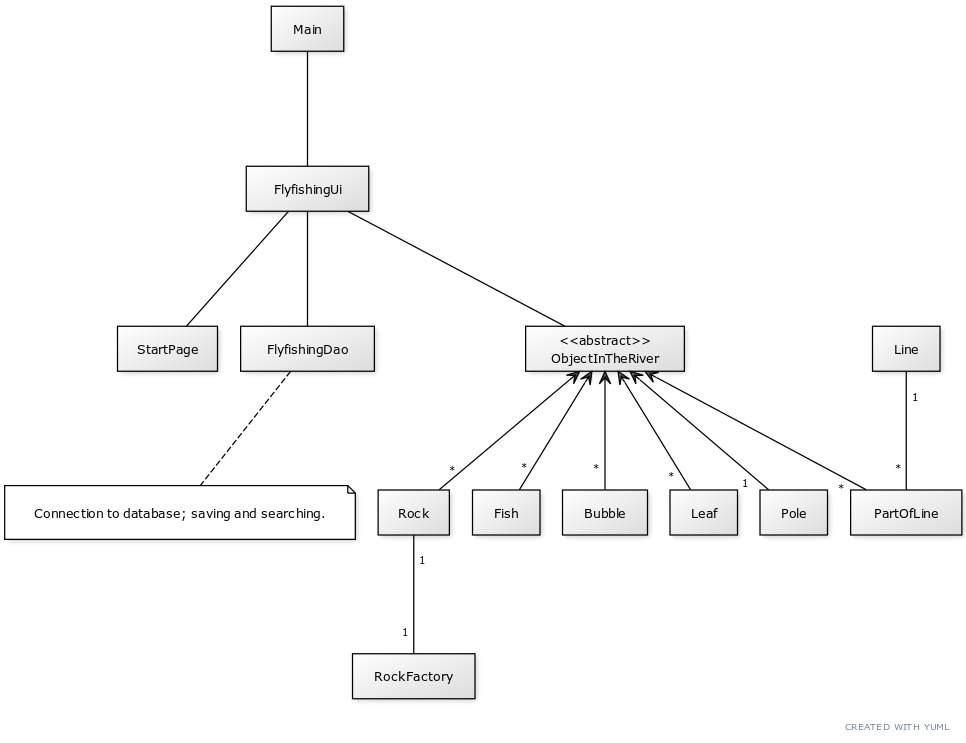 Main
FlyfishingUi
StartPage
FlyfishingDao
<<abstract>>
ObjectInTheRiver
Line
1
*
*
*
*
1
*
*
Connection to database; saving and searching.
Rock
Fish
Bubble
Leaf
Pole
PartOfLine
1
1
RockFactory
CREATED WITH YUML